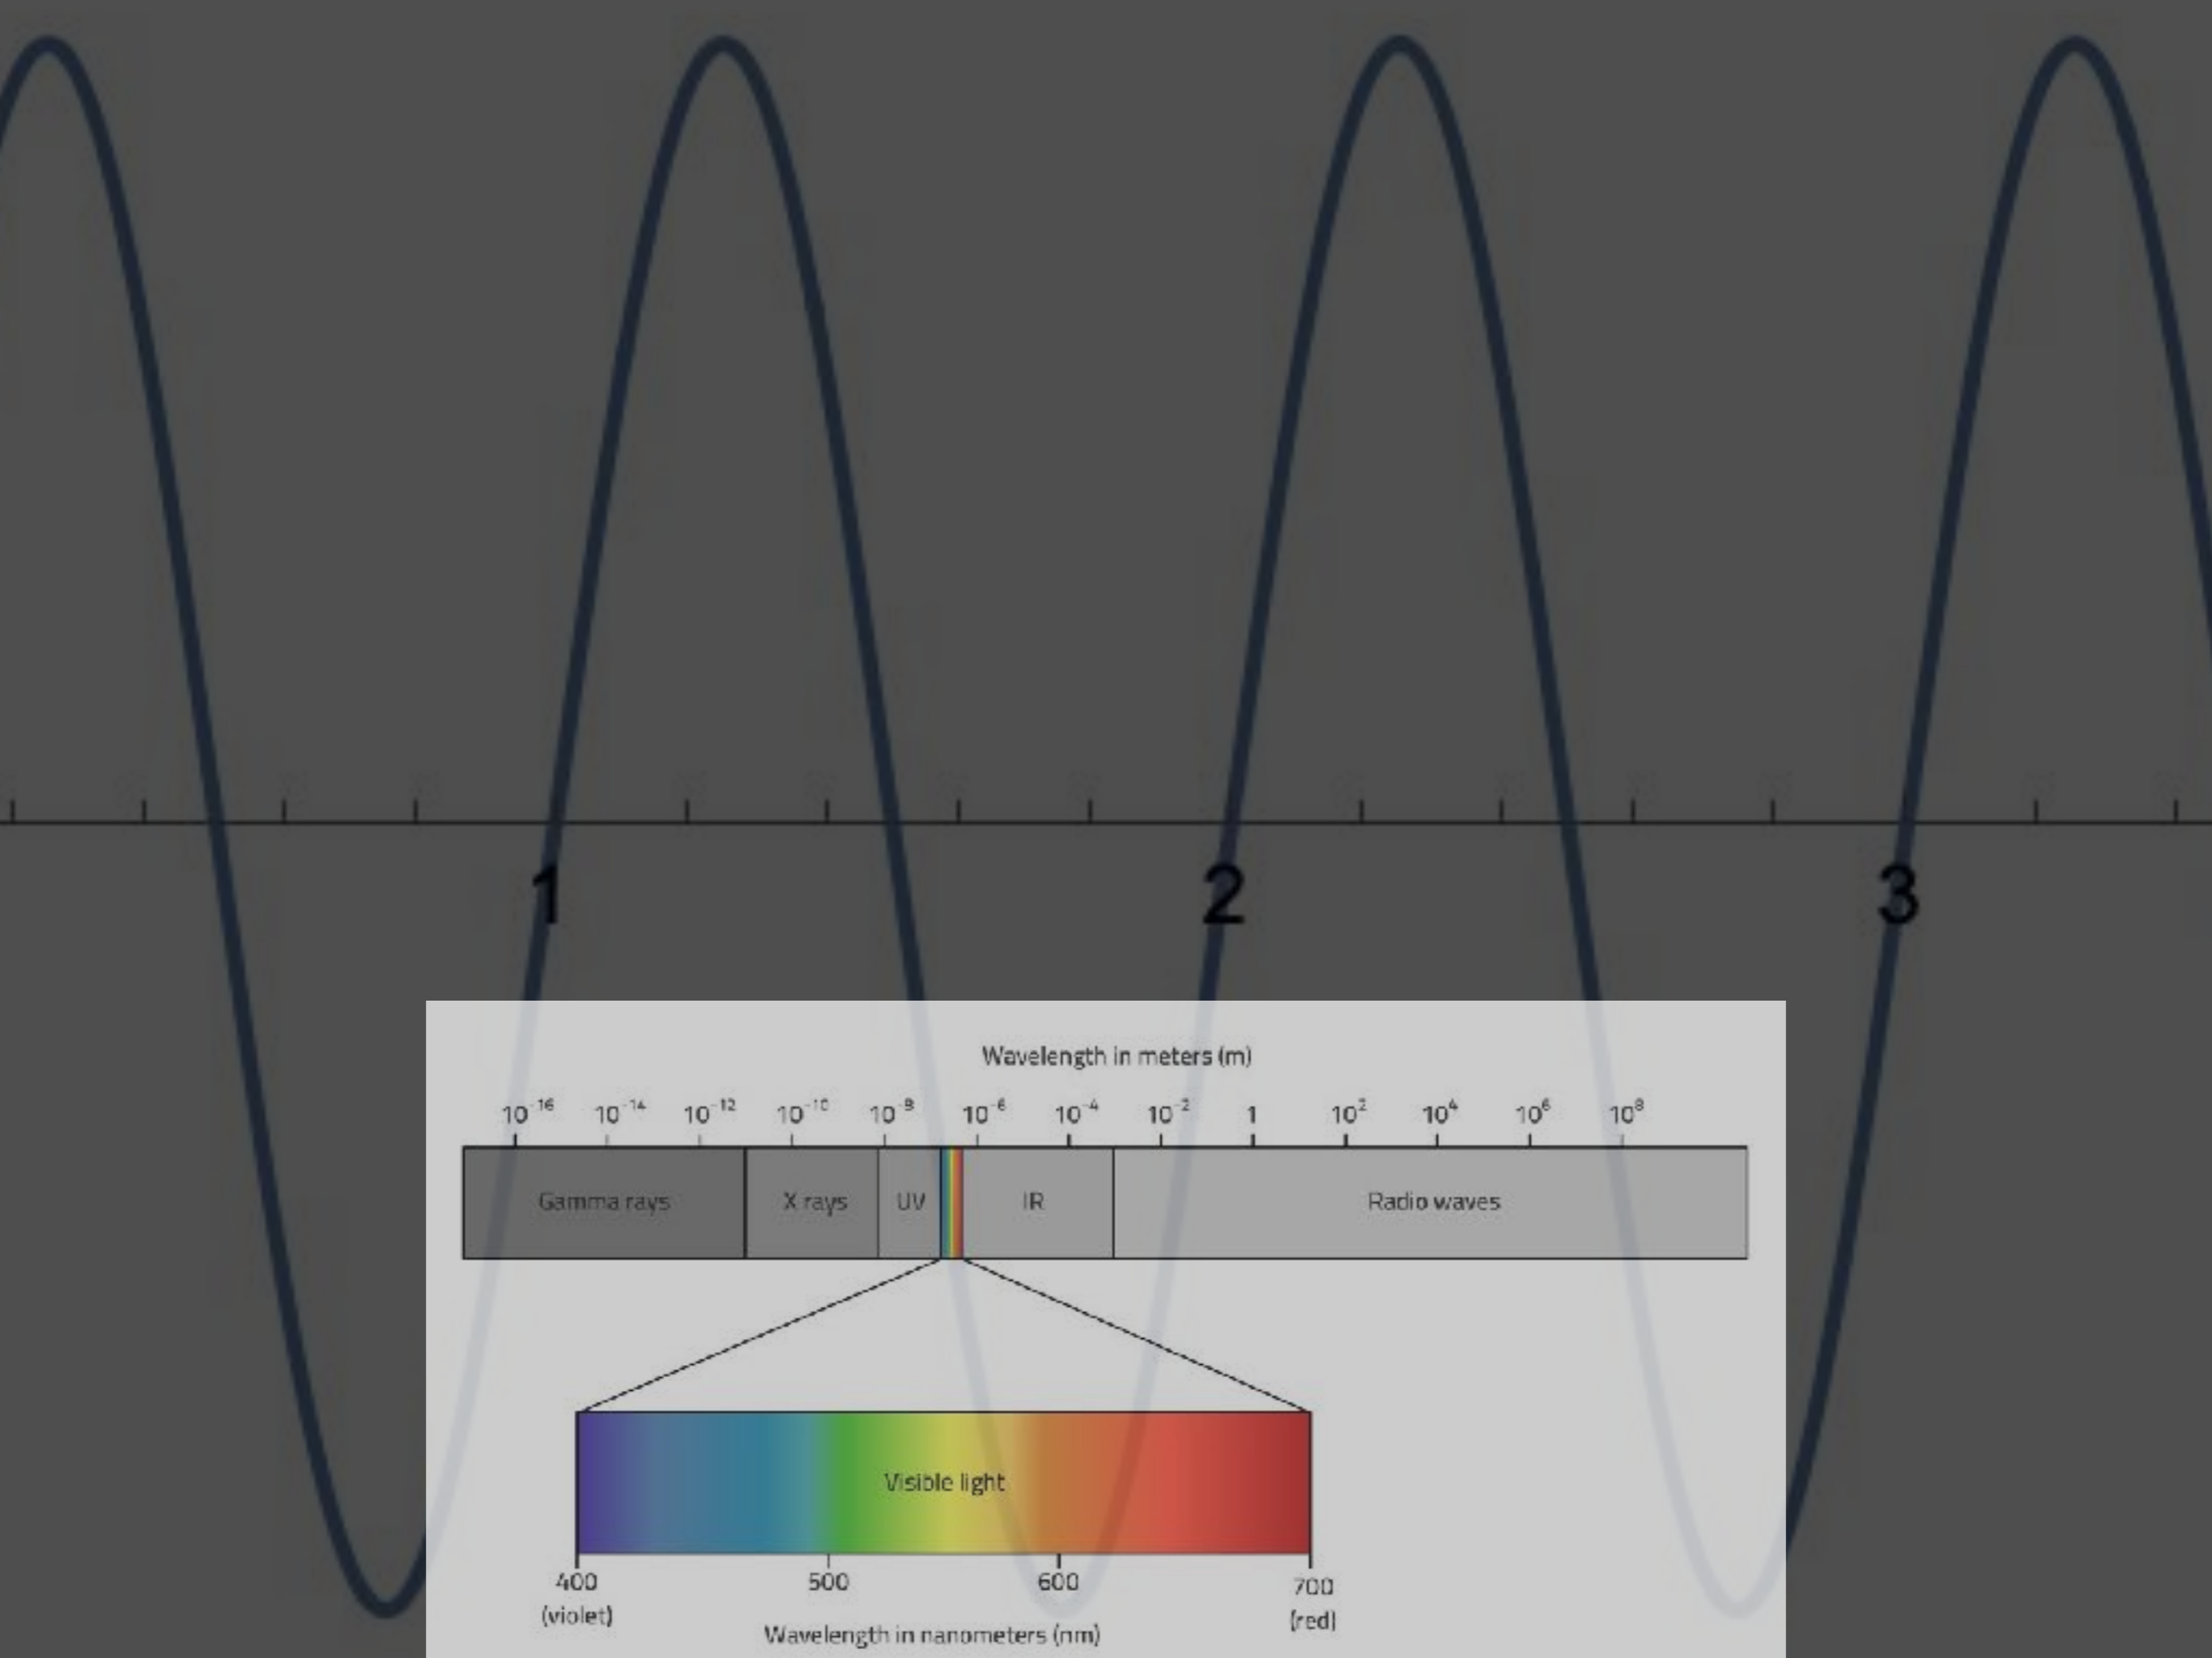 1 2 3
Wavelength in meters (m)
10⁻¹⁶ 10⁻¹⁴ 10⁻¹² 10⁻¹⁰ 10⁻⁸ 10⁻⁶ 10⁻⁴ 10⁻² 1 10² 10⁴ 10⁶ 10⁸
Gamma rays X rays UV IR Radio waves
Visible light
400 500 600 700
(violet) (red)
Wavelength in nanometers (nm)